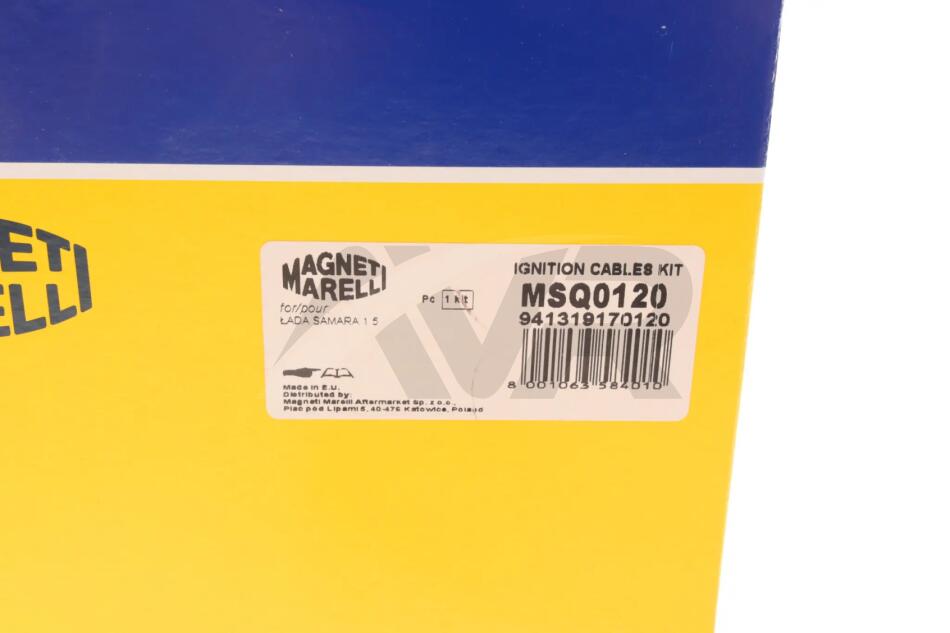 NETI
ELLI
MAGNETI
MARELLI
for/pour
ŁADA SAMARA 1 5
Pc 1 kit
IGNITION CABLES KIT
MSQ0120
941319170120
8 001063 584010
Made in E.U.
Distributed by:
Magneti Marelli Aftermarket Sp. z o.o.,
Plac pod Lipami 5, 40-476 Katowice, Poland